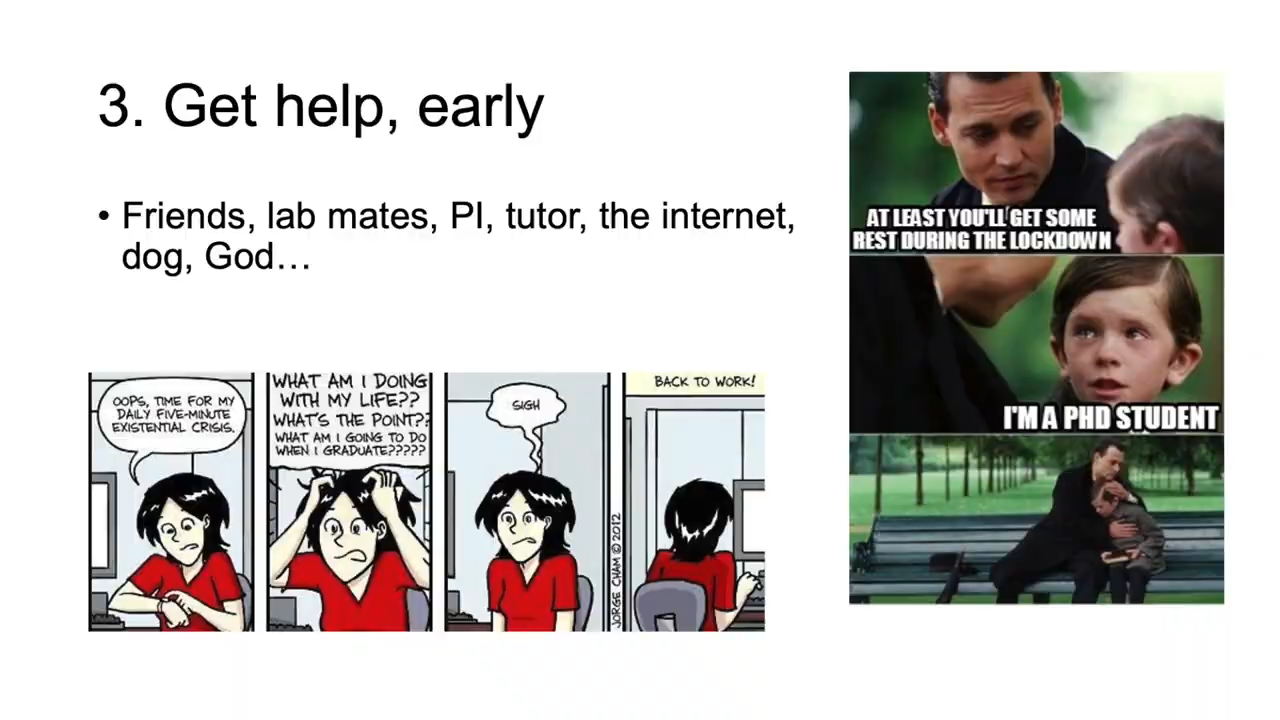 3. Get help, early
• Friends, lab mates, PI, tutor, the internet,
dog, God…
OOPS, TIME FOR MY
DAILY FIVE-MINUTE
EXISTENTIAL CRISIS.
WHAT AM I DOING
WITH MY LIFE??
WHAT'S THE POINT??
WHAT AM I GOING TO DO
WHEN I GRADUATE?????
SIGH
JORGE CHAM © 2012
BACK TO WORK!
AT LEAST YOU'LL GET SOME
REST DURING THE LOCKDOWN
I'M A PHD STUDENT